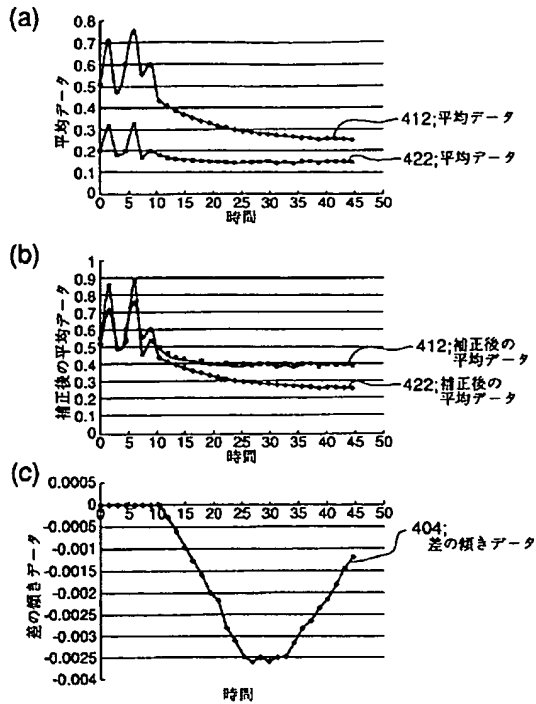 (a)
0.8
0.7
0.6
0.5
0.4
0.3
0.2
0.1
0
平均データ
0 5 10 15 20 25 30 35 40 45 50
時間
412;平均データ
422;平均データ
(b)
1
0.9
0.8
0.7
0.6
0.5
0.4
0.3
0.2
0.1
0
補正後の平均データ
0 5 10 15 20 25 30 35 40 45 50
時間
412;補正後の
平均データ
422;補正後の
平均データ
(c)
0.0005
0
-0.0005
-0.001
-0.0015
-0.002
-0.0025
-0.003
-0.0025
-0.004
差の傾きデータ
0 5 10 15 20 25 30 35 40 45 50
時間
404;
差の傾きデータ